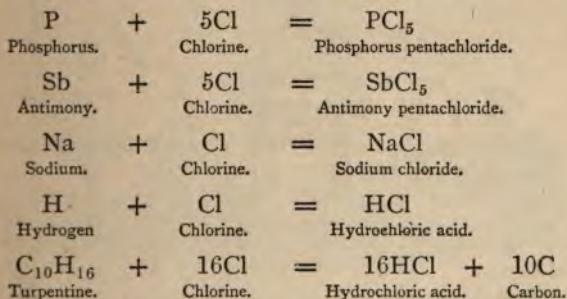 P + 5Cl = PCl₅
Phosphorus. Chlorine. Phosphorus pentachloride.
Sb + 5Cl = SbCl₅
Antimony. Chlorine. Antimony pentachloride.
Na + Cl = NaCl
Sodium. Chlorine. Sodium chloride.
H + Cl = HCl
Hydrogen Chlorine. Hydrochloric acid.
C₁₀H₁₆ + 16Cl = 16HCl + 10C
Turpentine. Chlorine. Hydrochloric acid. Carbon.